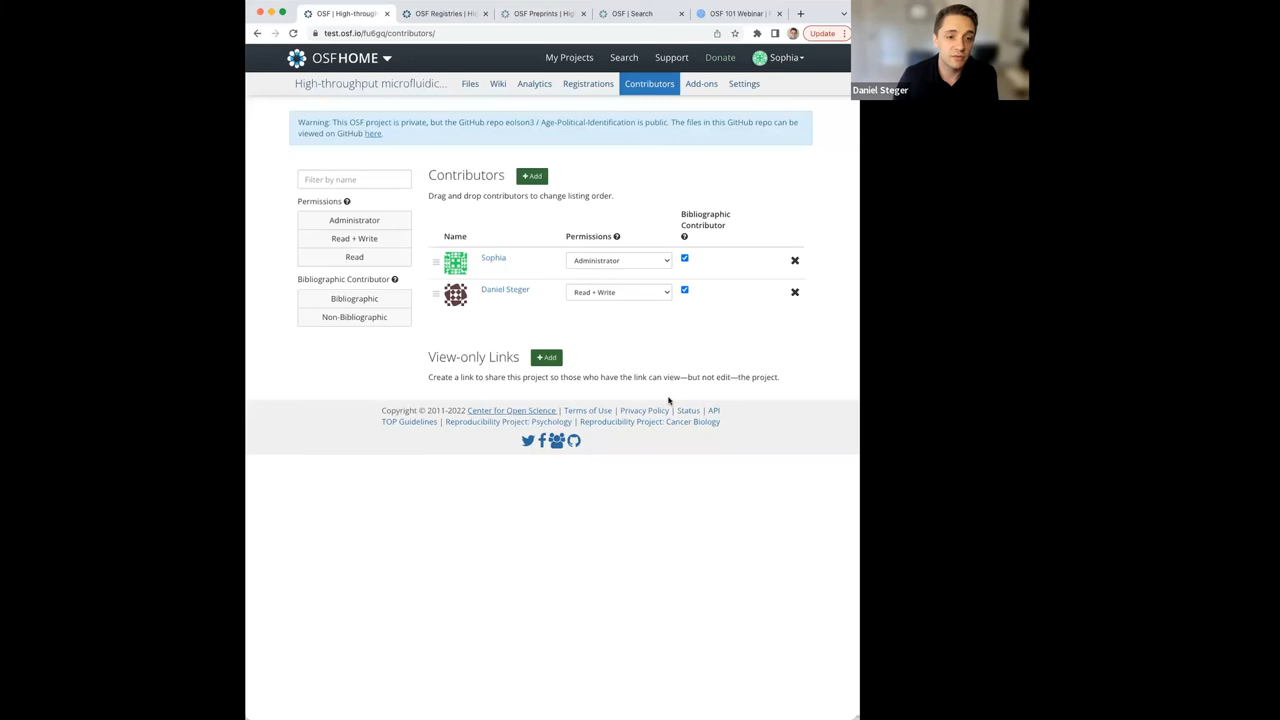 OSF | High-through
OSF Registries | Hi
OSF Preprints | Hig
OSF | Search
OSF 101 Webinar |
test.osf.io/fu6gq/contributors/
Update
OSFHOME
My Projects
Search
Support
Donate
Sophia
High-throughput microfluidic...
Files
Wiki
Analytics
Registrations
Contributors
Add-ons
Settings
Daniel Steger
Warning: This OSF project is private, but the GitHub repo eolson3 / Age-Political-Identification is public. The files in this GitHub repo can be
viewed on GitHub here.
Filter by name
Permissions
Administrator
Read + Write
Read
Bibliographic Contributor
Bibliographic
Non-Bibliographic
Contributors
+ Add
Drag and drop contributors to change listing order.
Name
Permissions
Bibliographic
Contributor
Sophia
Administrator
Daniel Steger
Read + Write
View-only Links
+ Add
Create a link to share this project so those who have the link can view—but not edit—the project.
Copyright © 2011-2022 Center for Open Science | Terms of Use | Privacy Policy | Status | API
TOP Guidelines | Reproducibility Project: Psychology | Reproducibility Project: Cancer Biology